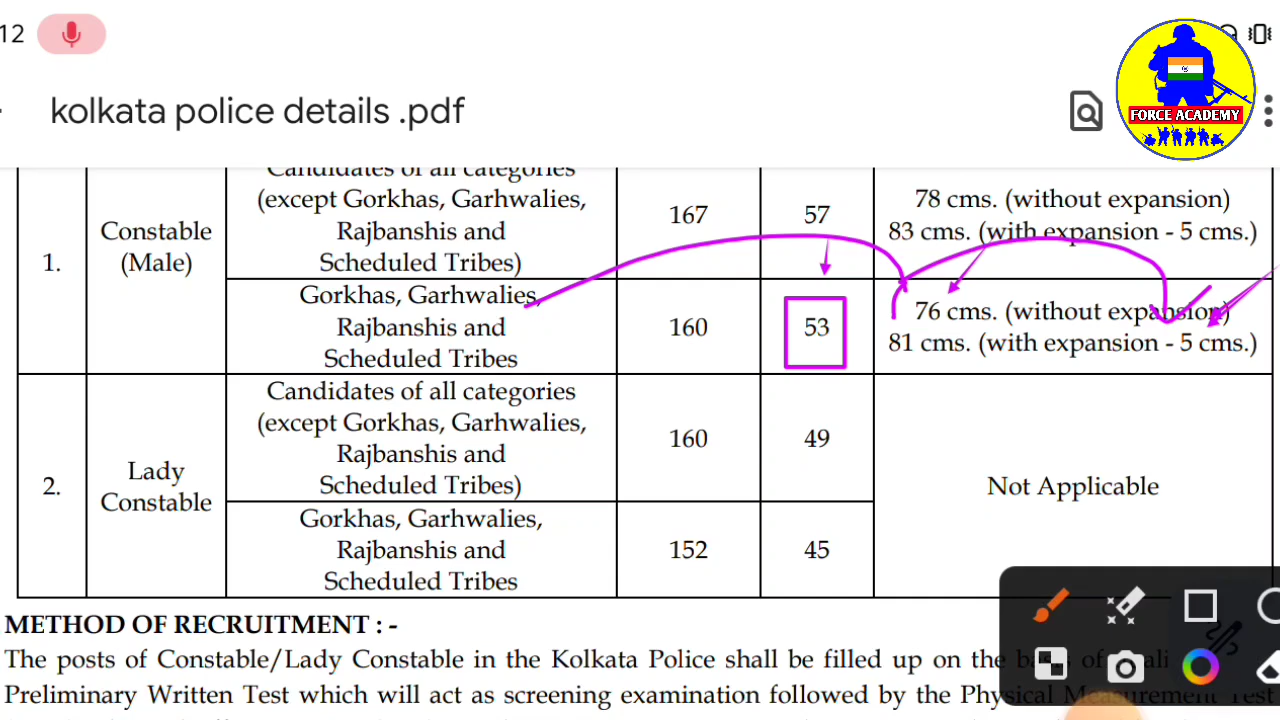 12
kolkata police details .pdf
FORCE ACADEMY
Candidates of all categories
(except Gorkhas, Garhwalies,
Rajbanshis and
Scheduled Tribes)
1.
Constable
(Male)
167
57
78 cms. (without expansion)
83 cms. (with expansion - 5 cms.)
Gorkhas, Garhwalies,
Rajbanshis and
Scheduled Tribes
160
53
76 cms. (without expansion)
81 cms. (with expansion - 5 cms.)
2.
Lady
Constable
Candidates of all categories
(except Gorkhas, Garhwalies,
Rajbanshis and
Scheduled Tribes)
160
49
Not Applicable
Gorkhas, Garhwalies,
Rajbanshis and
Scheduled Tribes
152
45
METHOD OF RECRUITMENT : -
The posts of Constable/Lady Constable in the Kolkata Police shall be filled up on the basis of
Preliminary Written Test which will act as screening examination followed by the Physical Measurement Test.